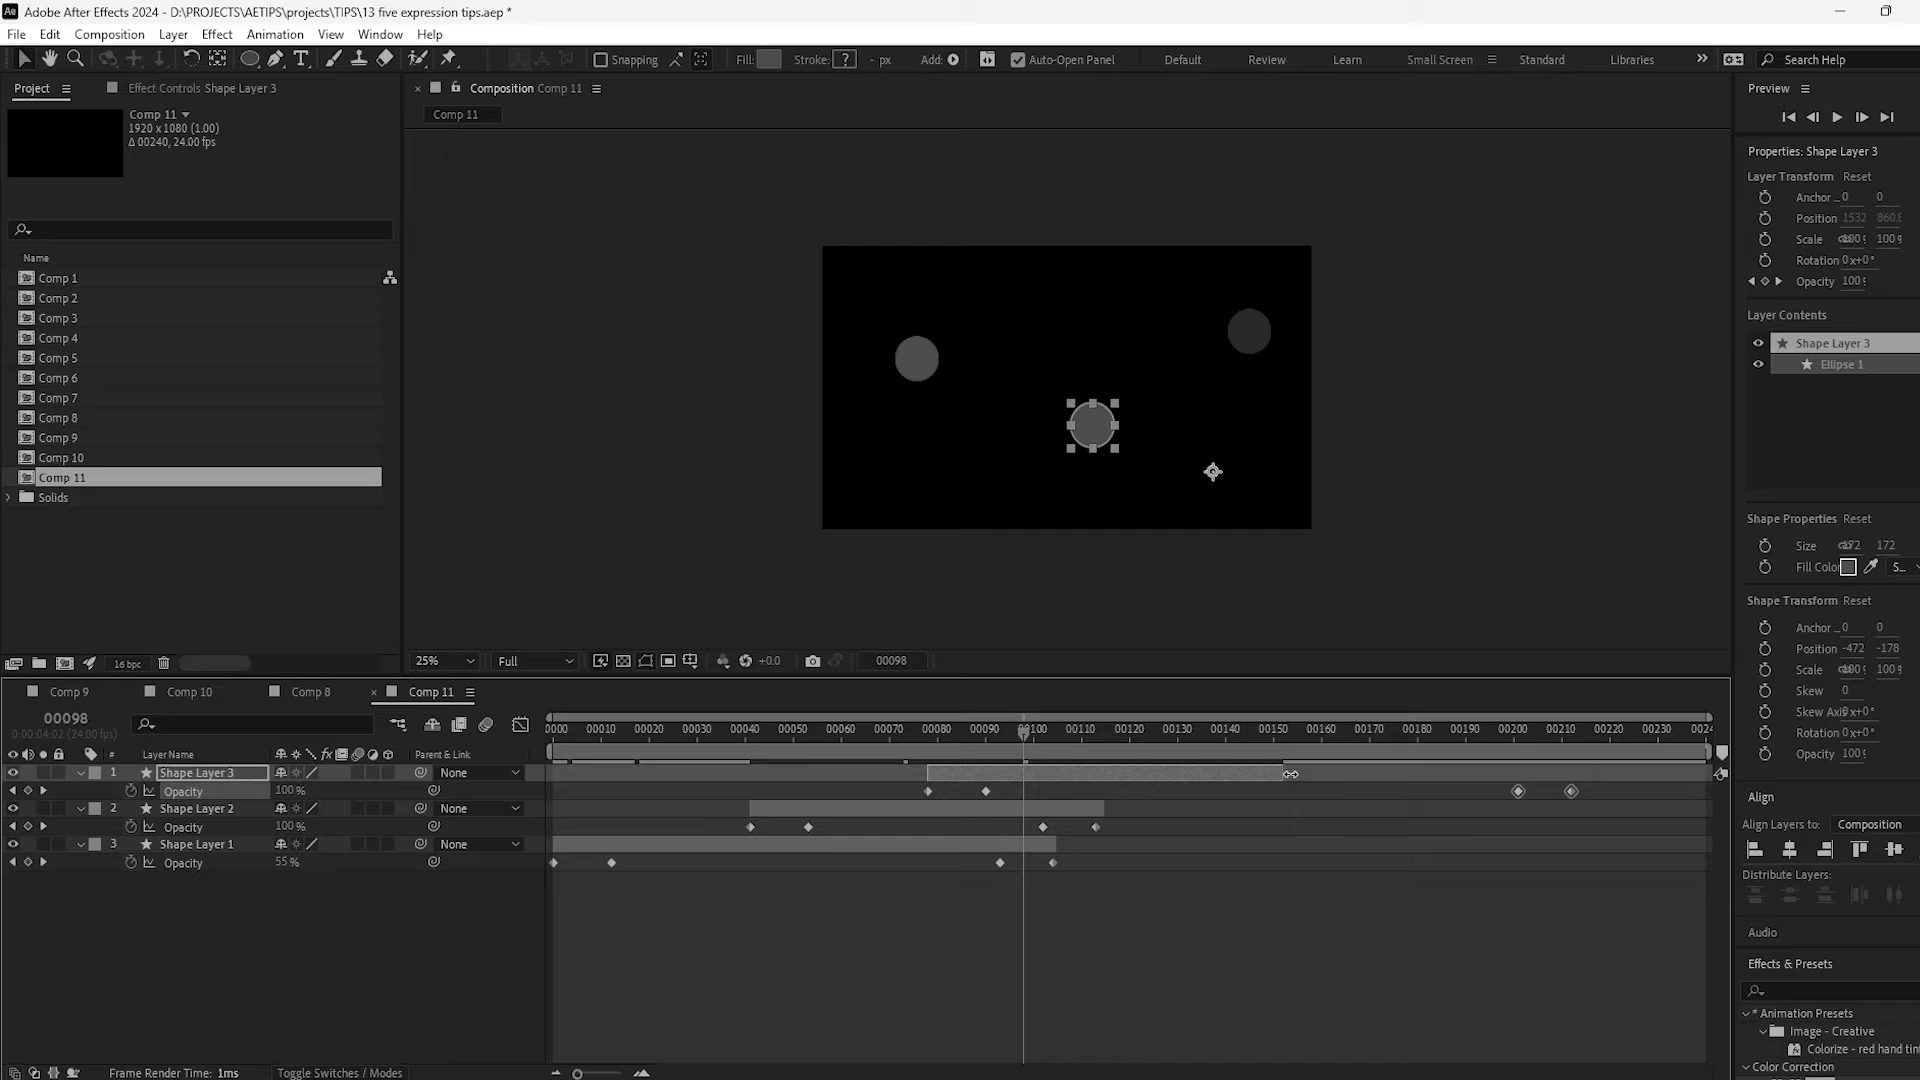 Ae Adobe After Effects 2024 - D:\PROJECTS\AETIPS\projects\TIPS\13 five expression tips.aep *
File Edit Composition Layer Effect Animation View Window Help
Snapping Fill: Stroke: ? - px Add: Auto-Open Panel Default Review Learn Small Screen Standard Libraries Search Help
Project Effect Controls Shape Layer 3
Comp 11
1920 x 1080 (1.00)
Δ 00240, 24.00 fps
Name
Comp 1
Comp 2
Comp 3
Comp 4
Comp 5
Comp 6
Comp 7
Comp 8
Comp 9
Comp 10
Comp 11
Solids
16 bpc
Composition Comp 11
Comp 11
25% Full +0.0 00098
Preview
Properties: Shape Layer 3
Layer Transform Reset
Anchor ... 0 0
Position 1532
Scale 100 100
Rotation 0x+0°
Opacity 100
Layer Contents
Shape Layer 3
Ellipse 1
Shape Properties Reset
Size 172 172
Fill Color S...
Shape Transform Reset
Anchor ... 0 0
Position -472 -178
Scale 100 100
Skew 0
Skew Axis 0x+0°
Rotation 0x+0°
Opacity 100
Align
Align Layers to: Composition
Distribute Layers:
Audio
Effects & Presets
* Animation Presets
Image - Creative
Colorize - red hand tint
Color Correction
Comp 9 Comp 10 Comp 8 Comp 11
00098
0:00:04:02 (24.00 fps)
0000 00010 00020 00030 00040 00050 00060 00070 00080 00090 00100 00110 00120 00130 00140 00150 00160 00170 00180 00190 00200 00210 00220 00230 0024
# Layer Name fx Parent & Link
1 Shape Layer 3 None
Opacity 100 %
2 Shape Layer 2 None
Opacity 100 %
3 Shape Layer 1 None
Opacity 55 %
Frame Render Time: 1ms Toggle Switches / Modes